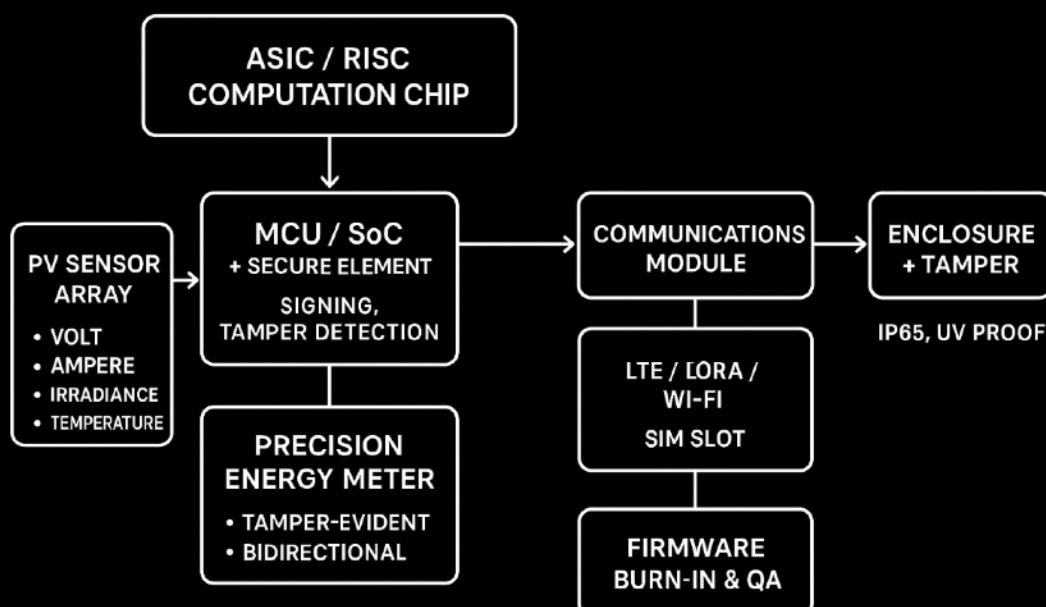 ASIC / RISC
COMPUTATION CHIP
PV SENSOR
ARRAY
• VOLT
• AMPERE
• IRRADIANCE
• TEMPERATURE
MCU / SoC
+ SECURE ELEMENT
SIGNING,
TAMPER DETECTION
PRECISION
ENERGY METER
• TAMPER-EVIDENT
• BIDIRECTIONAL
COMMUNICATIONS
MODULE
LTE / LORA /
WI-FI
SIM SLOT
FIRMWARE
BURN-IN & QA
ENCLOSURE
+ TAMPER
IP65, UV PROOF